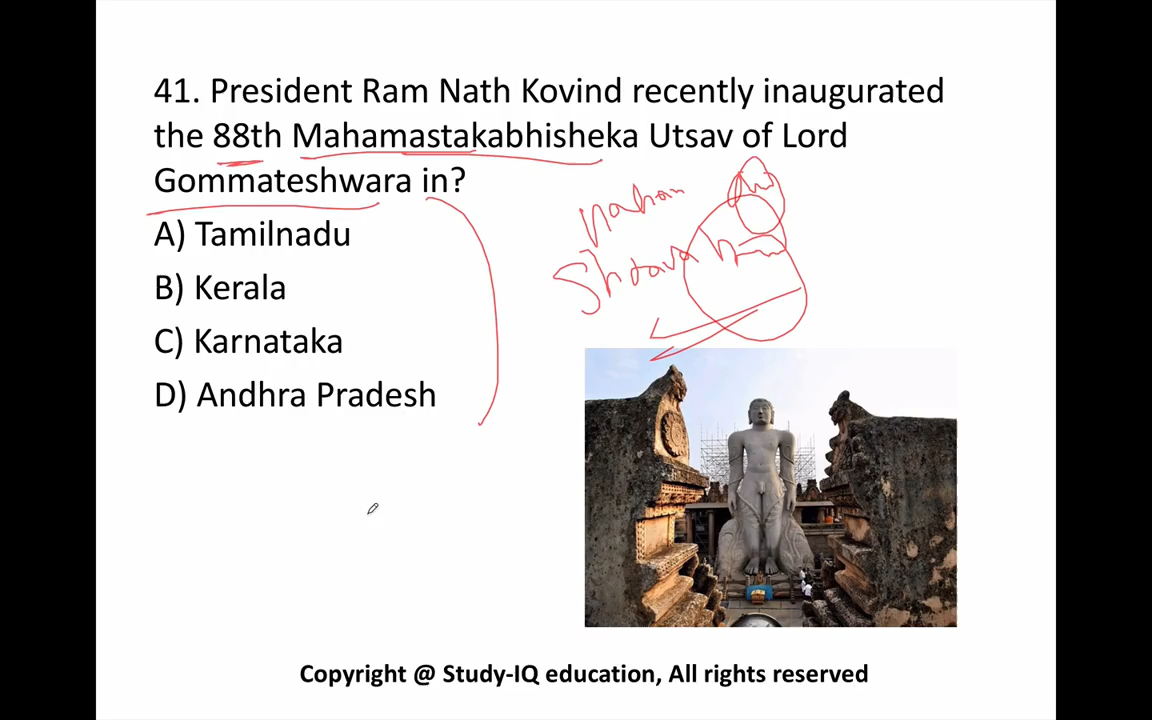 41. President Ram Nath Kovind recently inaugurated
the 88th Mahamastakabhisheka Utsav of Lord
Gommateshwara in?
A) Tamilnadu
B) Kerala
C) Karnataka
D) Andhra Pradesh
Copyright @ Study-IQ education, All rights reserved